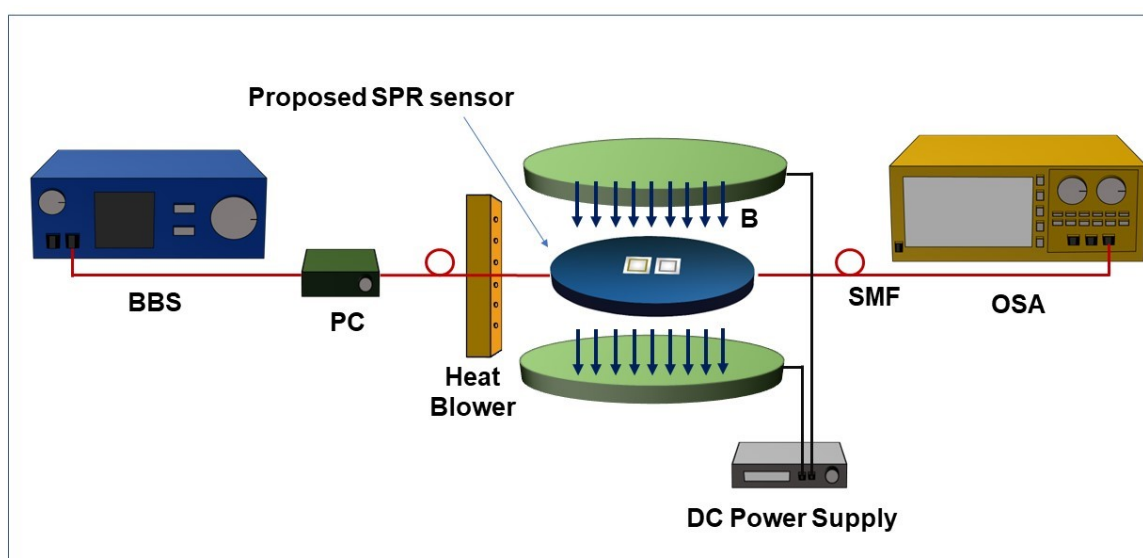 Proposed SPR sensor
B
BBS
PC
SMF
OSA
Heat
Blower
DC Power Supply